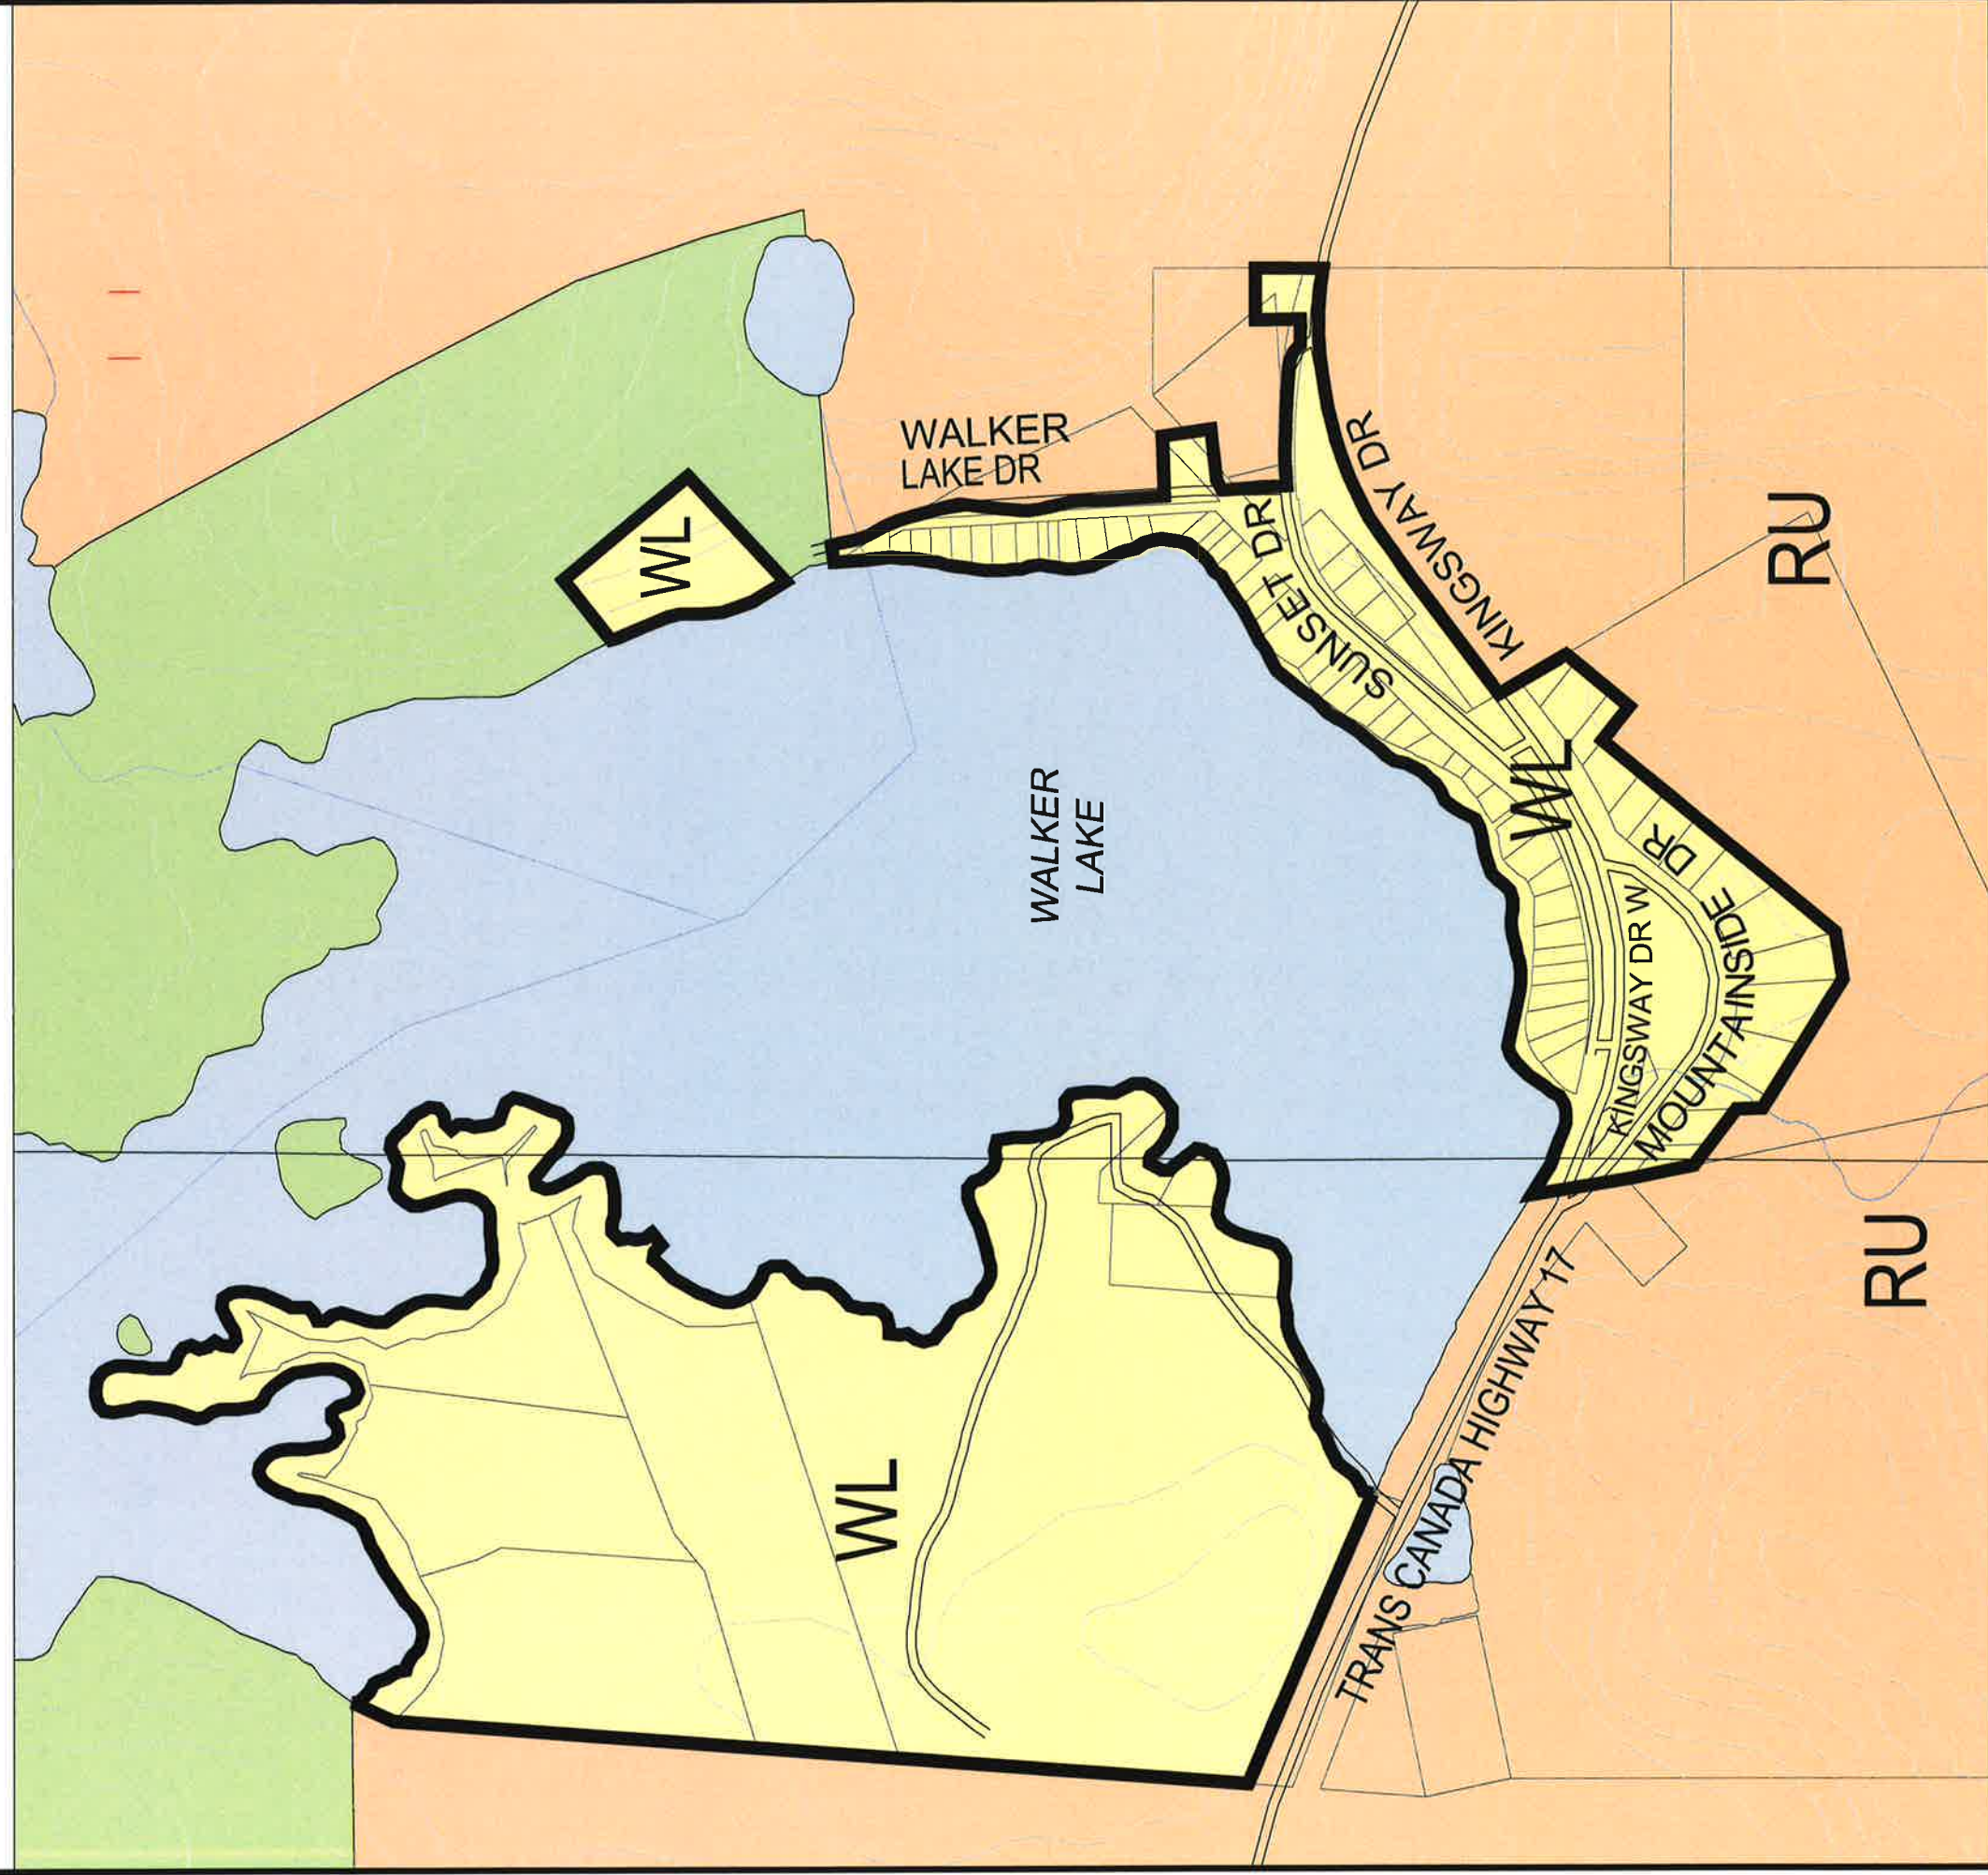 WALKER
LAKE DR
WL
RU
KINGSWAY DR
SUNSET DR
WALKER
LAKE
WL
MOUNTAINSIDE DR
KINGSWAY DR W
RU
TRANS CANADA HIGHWAY 17
WL